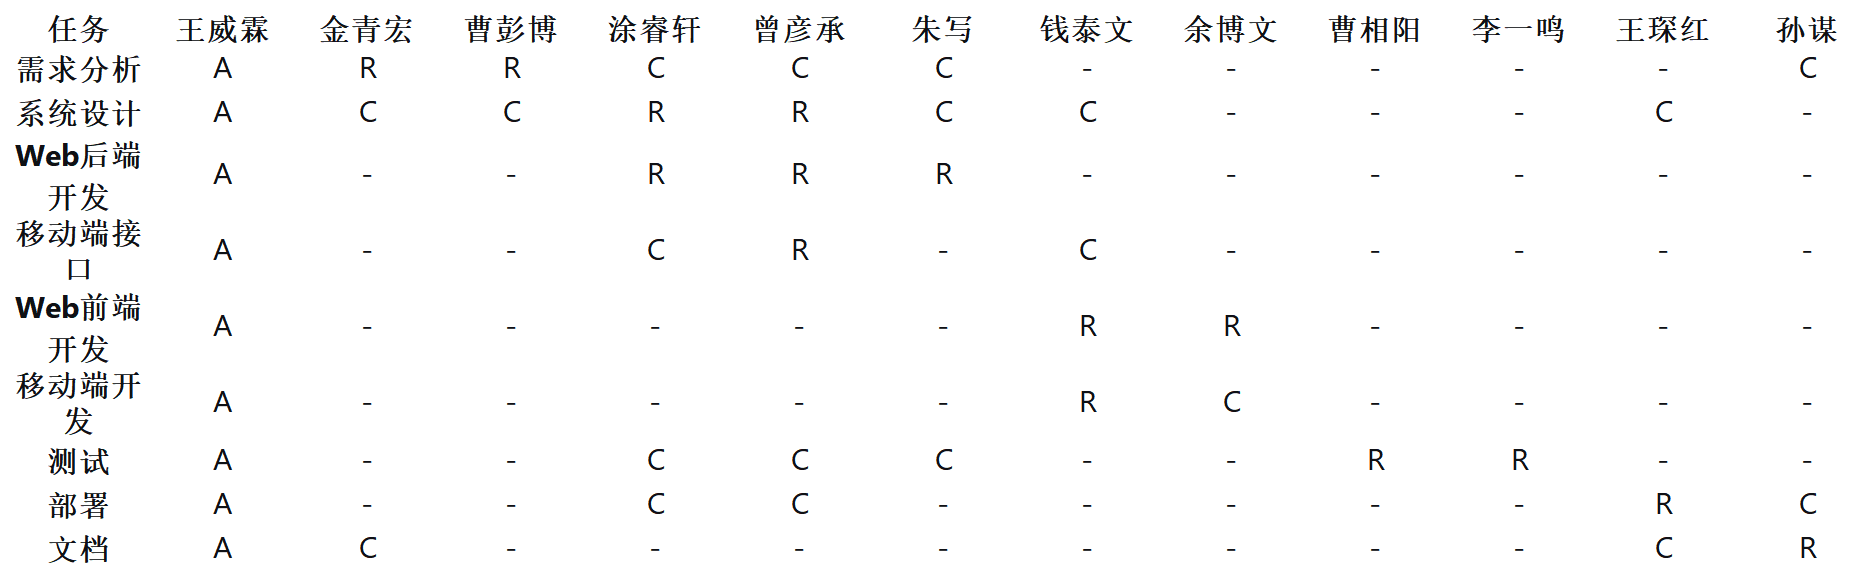 任务 王威霖 金青宏 曹彭博 涂睿轩 曾彦承 朱写 钱泰文 余博文 曹相阳 李一鸣 王琛红 孙谋
需求分析 A R R C C C - - - - - C
系统设计 A C C R R C C - - - C -
Web后端
开发 A - - R R R - - - - - -
移动端接
口 A - - C R - C - - - - -
Web前端
开发 A - - - - - R R - - - -
移动端开
发 A - - - - - R C - - - -
测试 A - - C C C - - R R - -
部署 A - - C C - - - - - R C
文档 A C - - - - - - - - C R